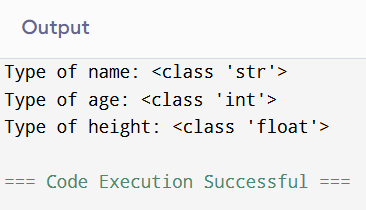 Output
Type of name: <class 'str'>
Type of age: <class 'int'>
Type of height: <class 'float'>
=== Code Execution Successful ===